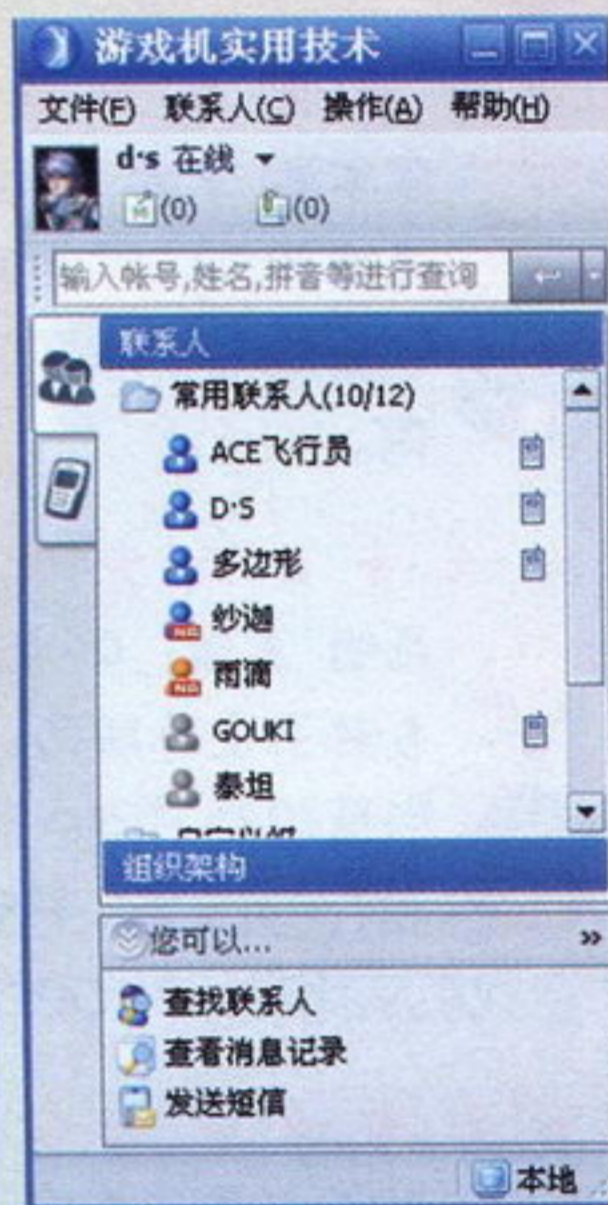 游戏机实用技术
文件(F) 联系人(C) 操作(A) 帮助(H)
d·s 在线
(0) (0)
输入帐号,姓名,拼音等进行查询
联系人
常用联系人(10/12)
ACE飞行员
D·S
多边形
纱迦
雨滴
GOUKI
泰坦
组织架构
您可以... »
查找联系人
查看消息记录
发送短信
本地